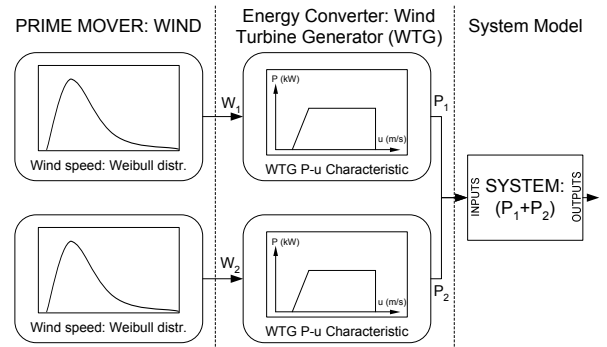 PRIME MOVER: WIND
Energy Converter: Wind
Turbine Generator (WTG)
System Model
Wind speed: Weibull distr.
W1
P (kW)
u (m/s)
WTG P-u Characteristic
P1
INPUTS
SYSTEM:
(P1+P2)
OUTPUTS
Wind speed: Weibull distr.
W2
P (kW)
u (m/s)
WTG P-u Characteristic
P2